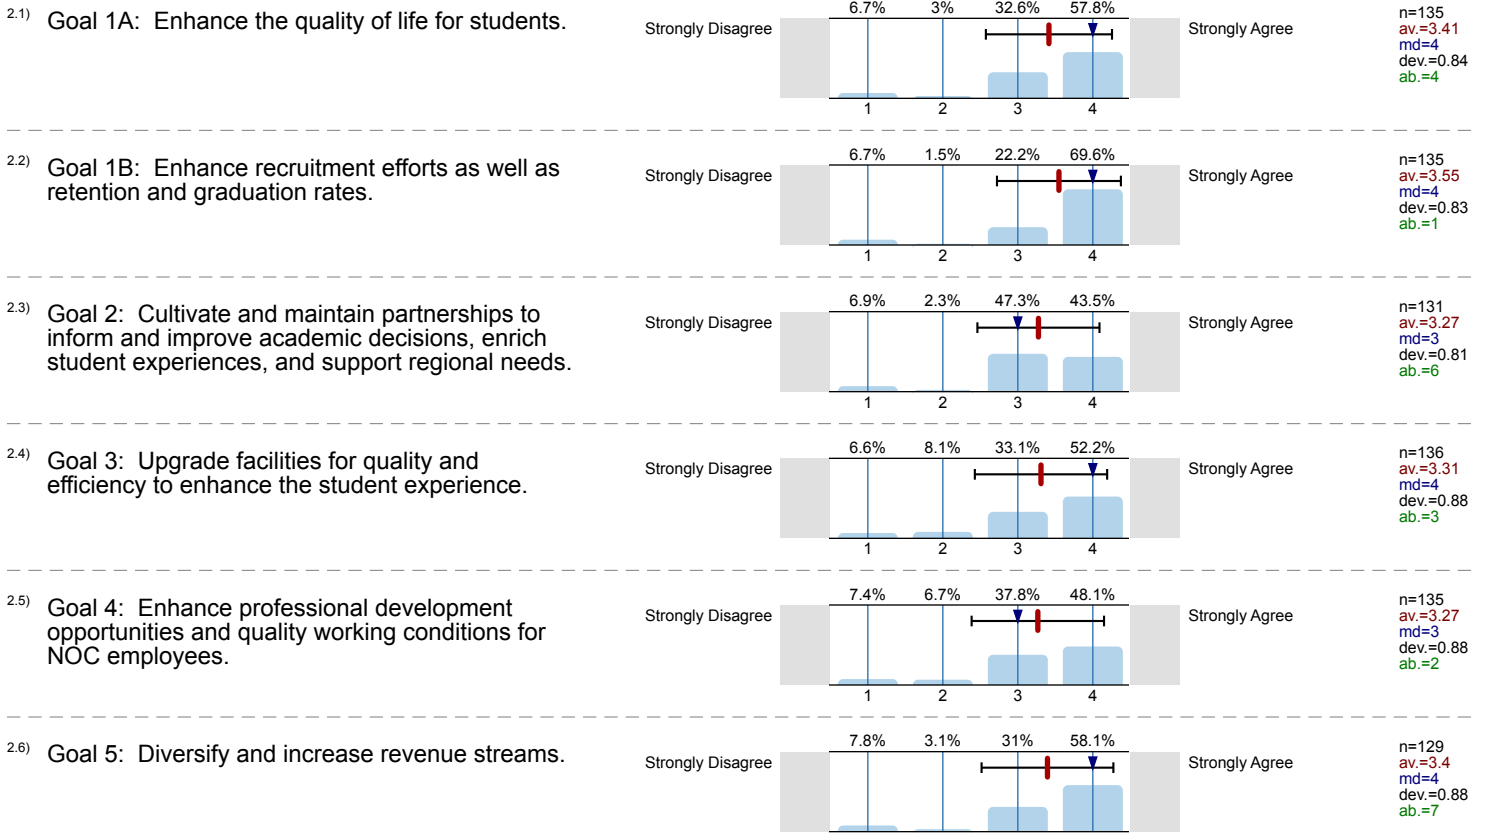 2.1) Goal 1A: Enhance the quality of life for students.
6.7% 3% 32.6% 57.8%
Strongly Disagree Strongly Agree
1 2 3 4
n=135
av.=3.41
md=4
dev.=0.84
ab.=4
2.2) Goal 1B: Enhance recruitment efforts as well as
retention and graduation rates.
6.7% 1.5% 22.2% 69.6%
Strongly Disagree Strongly Agree
1 2 3 4
n=135
av.=3.55
md=4
dev.=0.83
ab.=1
2.3) Goal 2: Cultivate and maintain partnerships to
inform and improve academic decisions, enrich
student experiences, and support regional needs.
6.9% 2.3% 47.3% 43.5%
Strongly Disagree Strongly Agree
1 2 3 4
n=131
av.=3.27
md=3
dev.=0.81
ab.=6
2.4) Goal 3: Upgrade facilities for quality and
efficiency to enhance the student experience.
6.6% 8.1% 33.1% 52.2%
Strongly Disagree Strongly Agree
1 2 3 4
n=136
av.=3.31
md=4
dev.=0.88
ab.=3
2.5) Goal 4: Enhance professional development
opportunities and quality working conditions for
NOC employees.
7.4% 6.7% 37.8% 48.1%
Strongly Disagree Strongly Agree
1 2 3 4
n=135
av.=3.27
md=3
dev.=0.88
ab.=2
2.6) Goal 5: Diversify and increase revenue streams.
7.8% 3.1% 31% 58.1%
Strongly Disagree Strongly Agree
n=129
av.=3.4
md=4
dev.=0.88
ab.=7